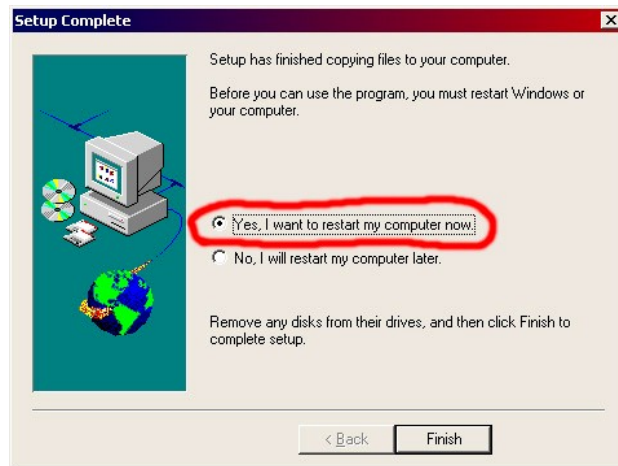 Setup Complete
Setup has finished copying files to your computer.
Before you can use the program, you must restart Windows or
your computer.
Yes, I want to restart my computer now.
No, I will restart my computer later.
Remove any disks from their drives, and then click Finish to
complete setup.
< Back
Finish